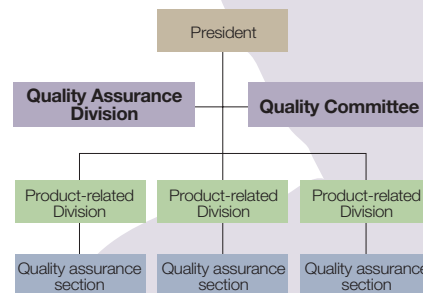 President
Quality Assurance
Division
Quality Committee
Product-related
Division
Product-related
Division
Product-related
Division
Quality assurance
section
Quality assurance
section
Quality assurance
section